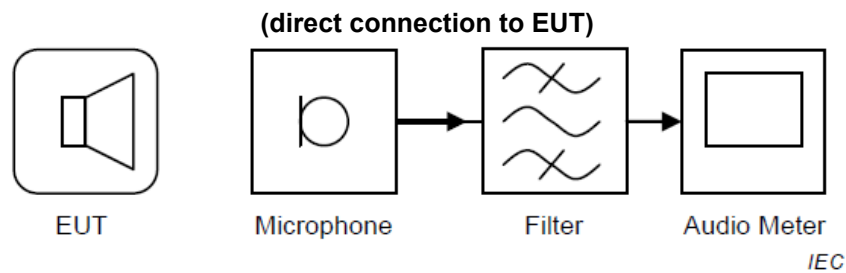 (direct connection to EUT)
EUT Microphone Filter Audio Meter
IEC